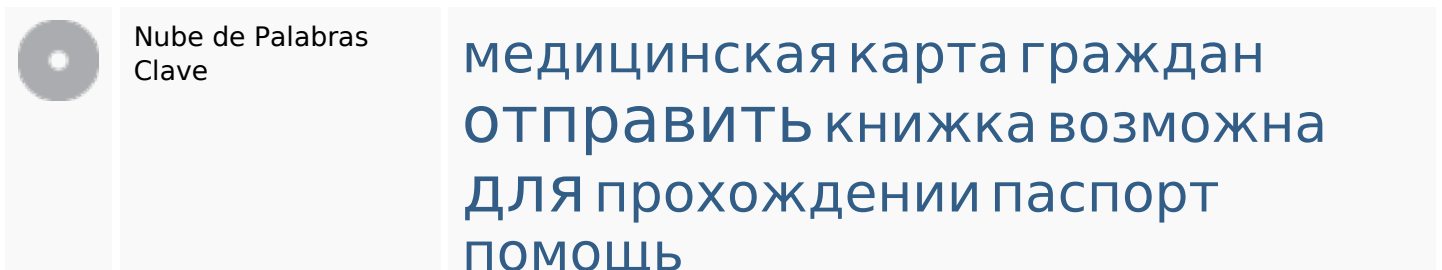 Nube de Palabras
Clave
медицинская карта граждан
отправить книжка возможна
для прохождении паспорт
помощь